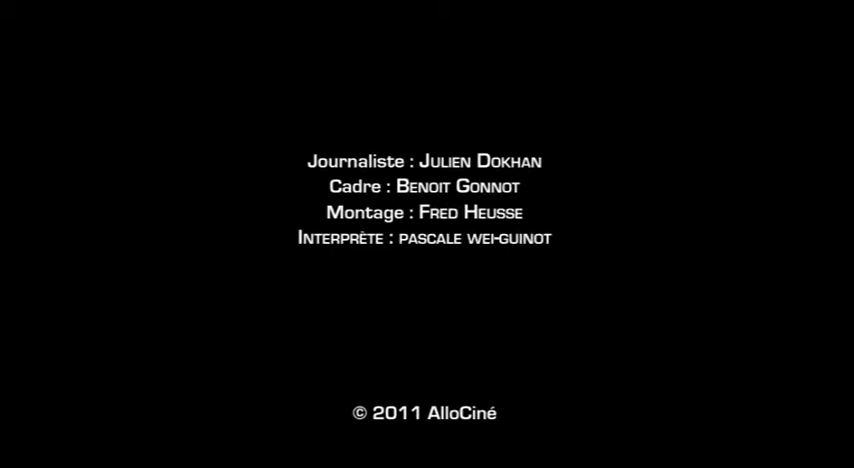 Journaliste : Julien Dokhan
Cadre : Benoit Gonnot
Montage : Fred Heusse
Interprète : pascale wei-guinot
© 2011 AlloCiné